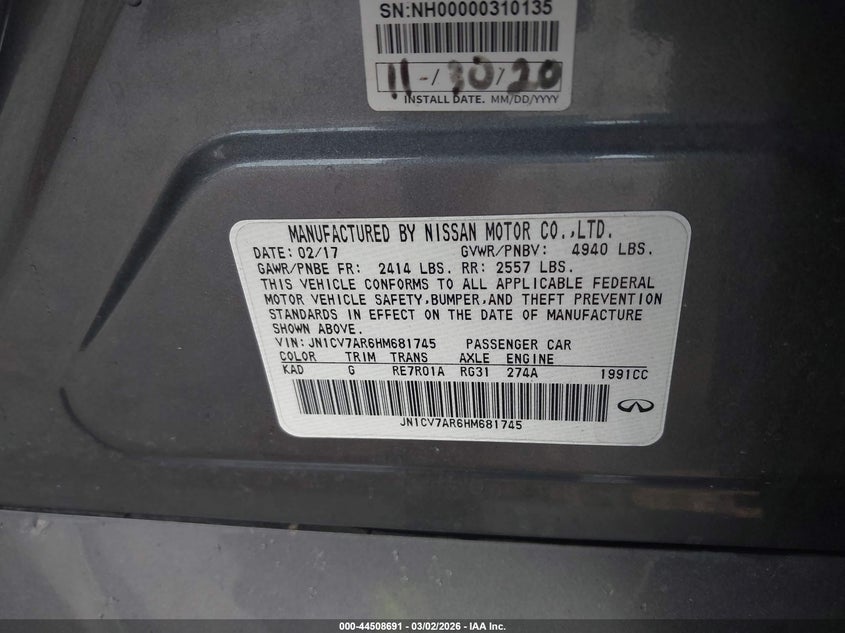 SN:NH00000310135
11-/30/20
INSTALL DATE. MM/DD/YYYY
MANUFACTURED BY NISSAN MOTOR CO.,LTD.
DATE: 02/17 GVWR/PNBV: 4940 LBS.
GAWR/PNBE FR: 2414 LBS. RR: 2557 LBS.
THIS VEHICLE CONFORMS TO ALL APPLICABLE FEDERAL
MOTOR VEHICLE SAFETY,BUMPER,AND THEFT PREVENTION
STANDARDS IN EFFECT ON THE DATE OF MANUFACTURE
SHOWN ABOVE.
VIN: JN1CV7AR6HM681745 PASSENGER CAR
COLOR TRIM TRANS AXLE ENGINE
KAD G RE7R01A RG31 274A 1991CC
JN1CV7AR6HM681745
000-44508691 - 03/02/2026 - IAA Inc.